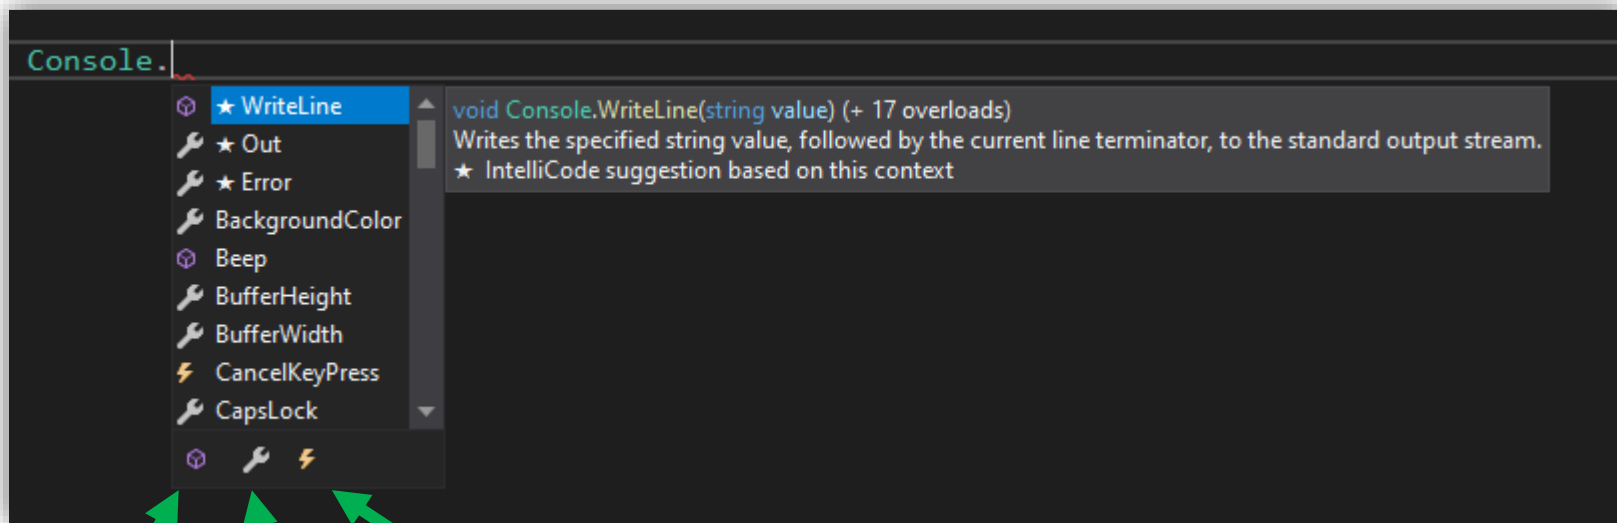 Console.
★ WriteLine
★ Out
★ Error
BackgroundColor
Beep
BufferHeight
BufferWidth
CancelKeyPress
CapsLock
void Console.WriteLine(string value) (+ 17 overloads)
Writes the specified string value, followed by the current line terminator, to the standard output stream.
★ IntelliCode suggestion based on this context